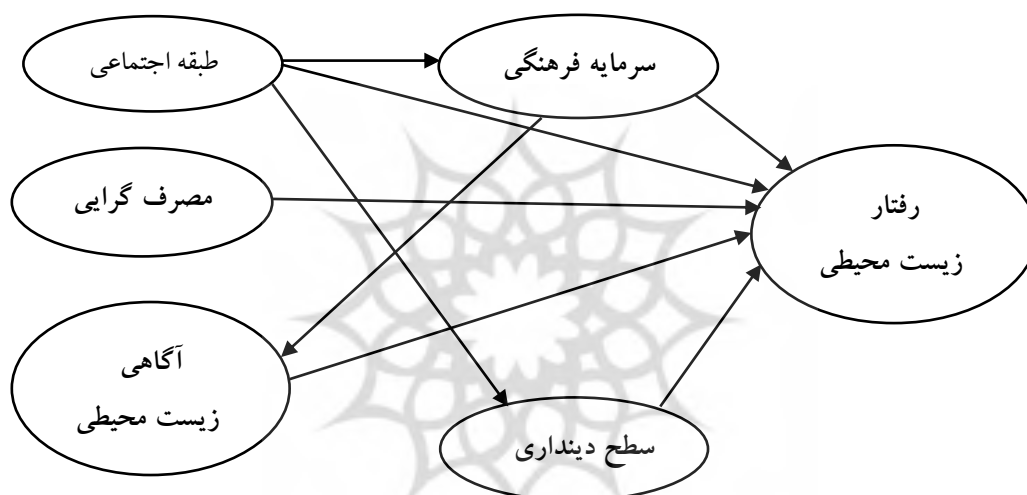 طبقه اجتماعی
سرمایه فرهنگی
مصرف گرایی
رفتار
زیست محیطی
آگاهی
زیست محیطی
سطح دینداری